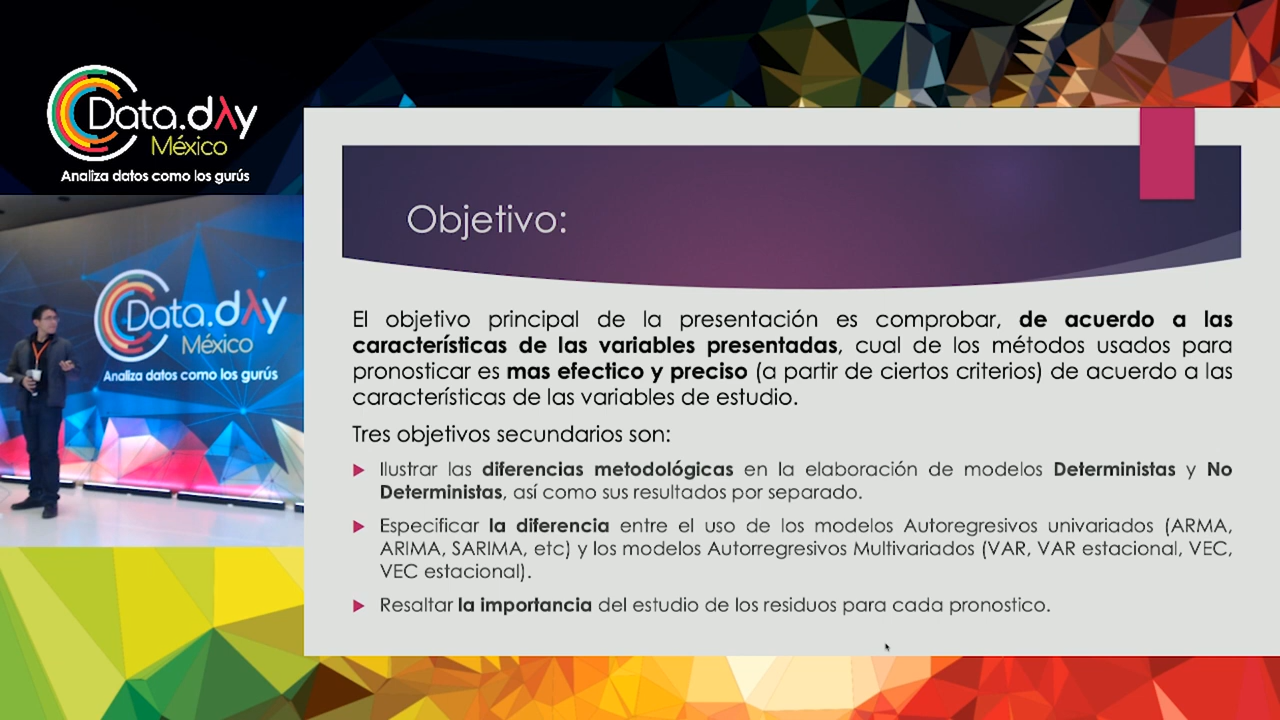 Data.dλy
México
Analiza datos como los gurús
Data.dλy
México
Analiza datos como los gurús
Objetivo:
El objetivo principal de la presentación es comprobar, de acuerdo a las
características de las variables presentadas, cual de los métodos usados para
pronosticar es mas efectico y preciso (a partir de ciertos criterios) de acuerdo a las
características de las variables de estudio.
Tres objetivos secundarios son:
Ilustrar las diferencias metodológicas en la elaboración de modelos Deterministas y No
Deterministas, así como sus resultados por separado.
Especificar la diferencia entre el uso de los modelos Autoregresivos univariados (ARMA,
ARIMA, SARIMA, etc) y los modelos Autorregresivos Multivariados (VAR, VAR estacional, VEC,
VEC estacional).
Resaltar la importancia del estudio de los residuos para cada pronostico.